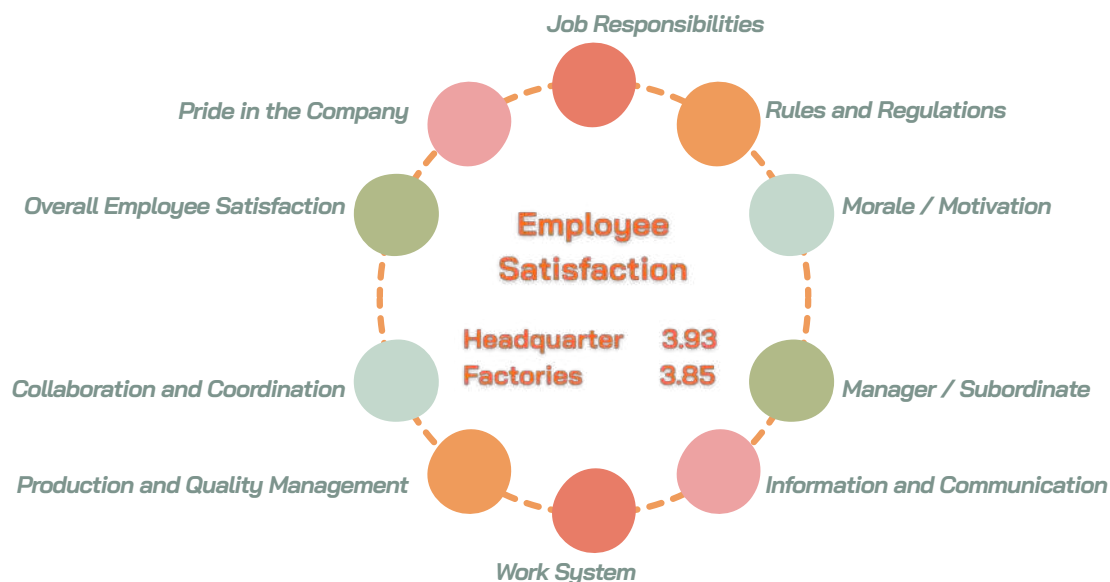 Job Responsibilities
Pride in the Company
Rules and Regulations
Overall Employee Satisfaction
Morale / Motivation
Employee
Satisfaction
Headquarter 3.93
Factories 3.85
Collaboration and Coordination
Manager / Subordinate
Production and Quality Management
Information and Communication
Work System